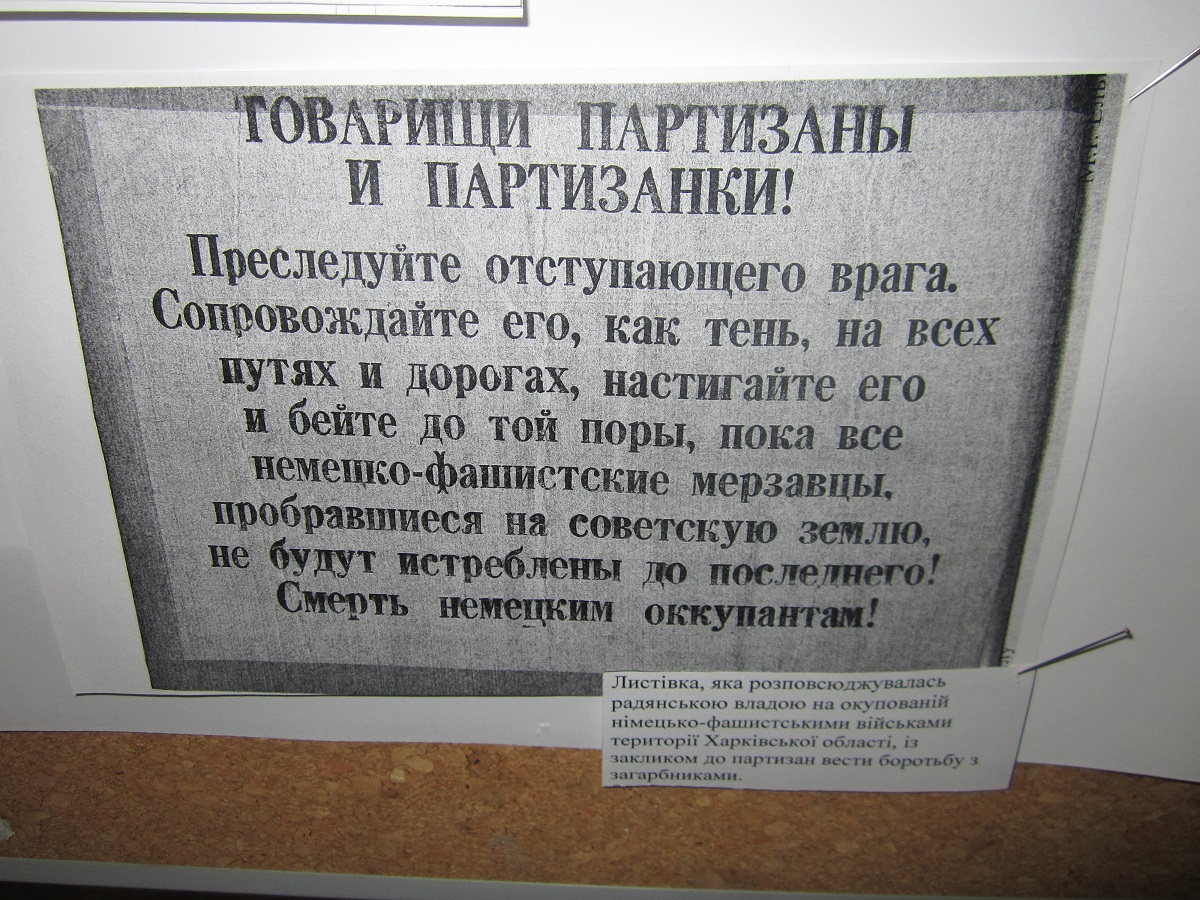 ТОВАРИЩИ ПАРТИЗАНЫ
И ПАРТИЗАНКИ!
Преследуйте отступающего врага.
Сопровождайте его, как тень, на всех
путях и дорогах, настигайте его
и бейте до той поры, пока все
немецко-фашистские мерзавцы,
пробравшиеся на советскую землю,
не будут истреблены до последнего!
Смерть немецким оккупантам!
Листівка, яка розповсюджувалась
радянською владою на окупованій
німецько-фашистськими військами
території Харківської області, із
закликом до партизан вести боротьбу з
загарбниками.